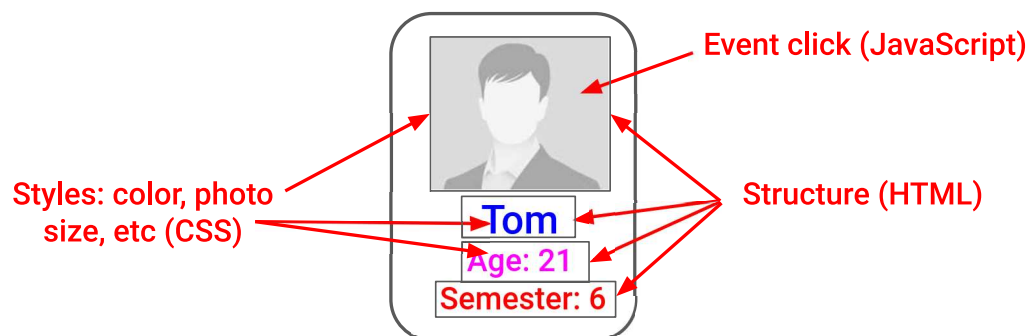 Event click (JavaScript)
Styles: color, photo
size, etc (CSS)
Structure (HTML)
Tom
Age: 21
Semester: 6